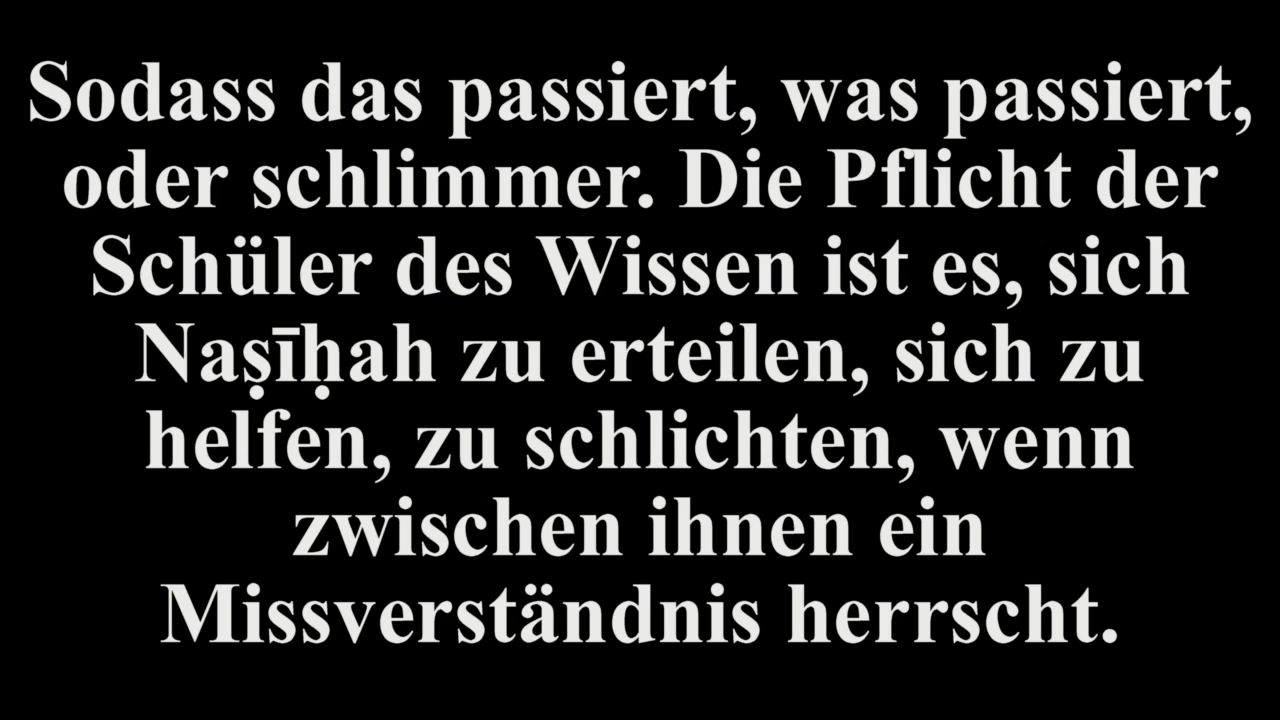 Sodass das passiert, was passiert,
oder schlimmer. Die Pflicht der
Schüler des Wissen ist es, sich
Naṣīḥah zu erteilen, sich zu
helfen, zu schlichten, wenn
zwischen ihnen ein
Missverständnis herrscht.